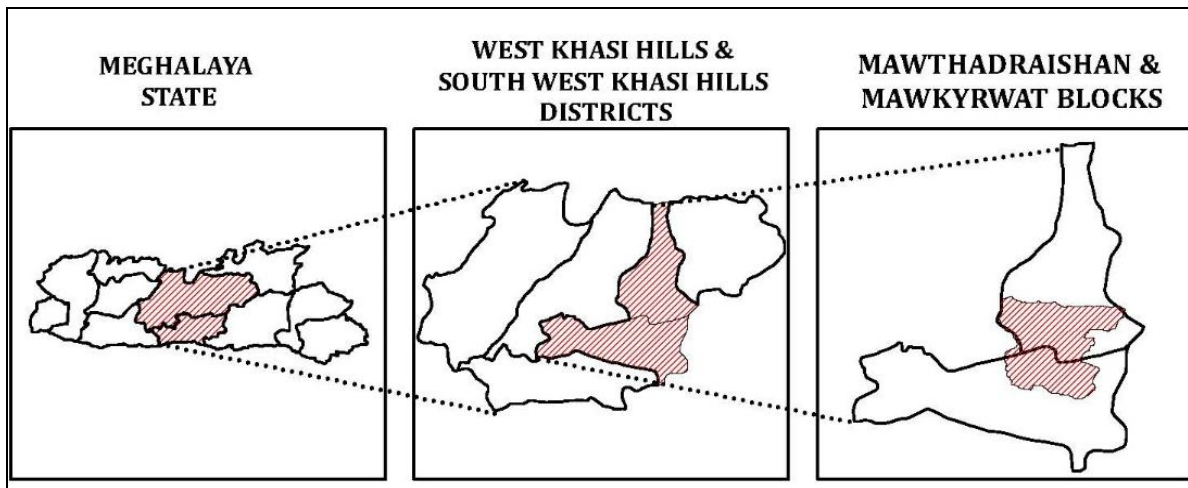 MEGHALAYA
STATE
WEST KHASI HILLS &
SOUTH WEST KHASI HILLS
DISTRICTS
MAWTHADRAISHAN &
MAWKYRWAT BLOCKS